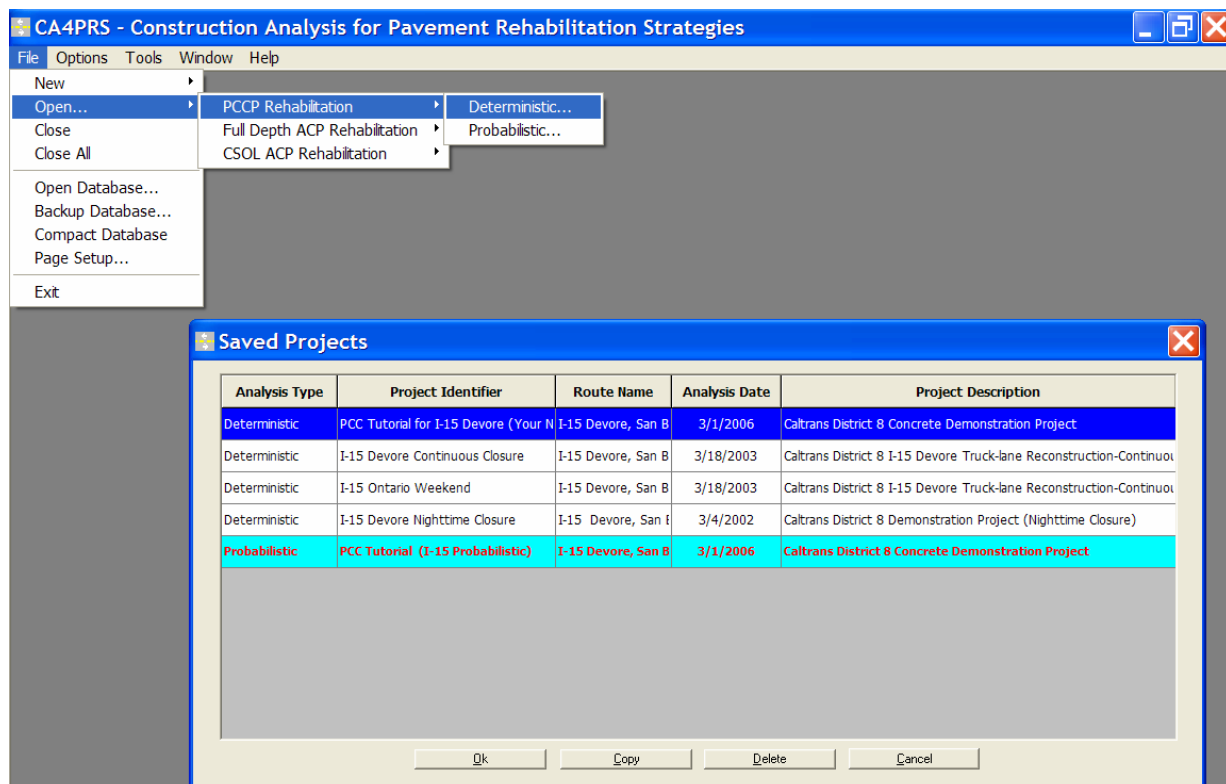 CA4PRS - Construction Analysis for Pavement Rehabilitation Strategies
File Options Tools Window Help
New
Open... PCCP Rehabilitation Deterministic...
Close Full Depth ACP Rehabilitation Probabilistic...
Close All CSOL ACP Rehabilitation
Open Database...
Backup Database...
Compact Database
Page Setup...
Exit
Saved Projects
Analysis Type Project Identifier Route Name Analysis Date Project Description
Deterministic PCC Tutorial for I-15 Devore (Your N I-15 Devore, San B 3/1/2006 Caltrans District 8 Concrete Demonstration Project
Deterministic I-15 Devore Continuous Closure I-15 Devore, San B 3/18/2003 Caltrans District 8 I-15 Devore Truck-lane Reconstruction-Continuou
Deterministic I-15 Ontario Weekend I-15 Devore, San B 3/18/2003 Caltrans District 8 I-15 Devore Truck-lane Reconstruction-Continuou
Deterministic I-15 Devore Nighttime Closure I-15 Devore, San B 3/4/2002 Caltrans District 8 Demonstration Project (Nighttime Closure)
Probabilistic PCC Tutorial (I-15 Probabilistic) I-15 Devore, San B 3/1/2006 Caltrans District 8 Concrete Demonstration Project
Ok Copy Delete Cancel